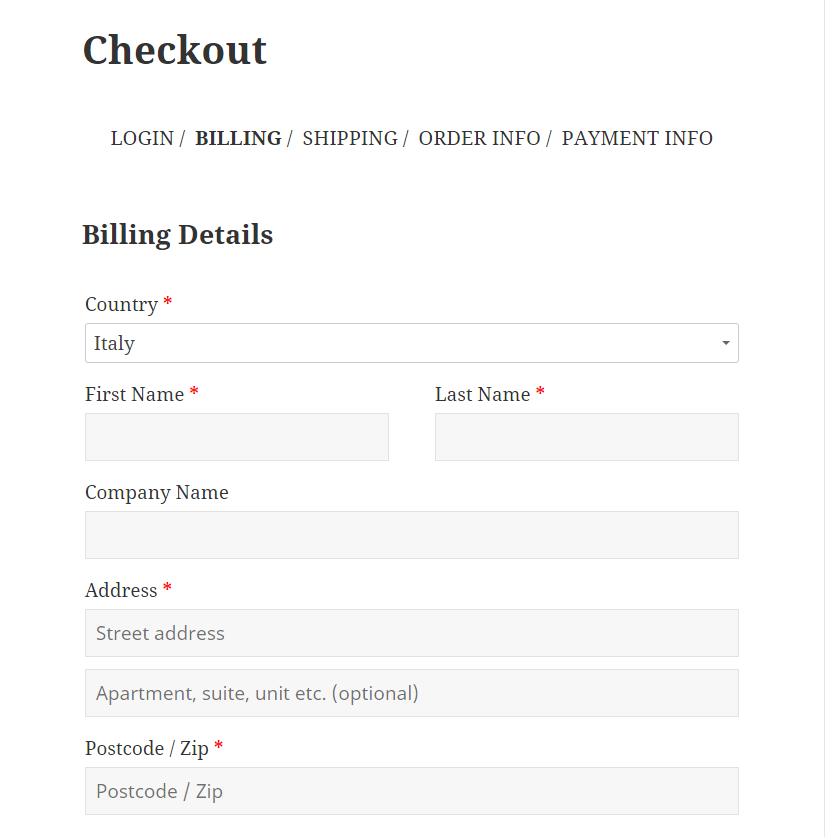 Checkout
LOGIN / BILLING / SHIPPING / ORDER INFO / PAYMENT INFO
Billing Details
Country *
Italy
First Name * Last Name *
Company Name
Address *
Street address
Apartment, suite, unit etc. (optional)
Postcode / Zip *
Postcode / Zip